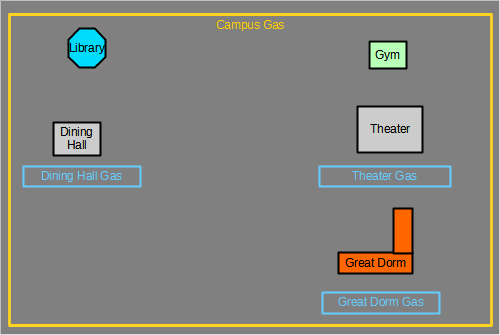 Campus Gas
Library
Gym
Dining
Hall
Theater
Dining Hall Gas
Theater Gas
Great Dorm
Great Dorm Gas